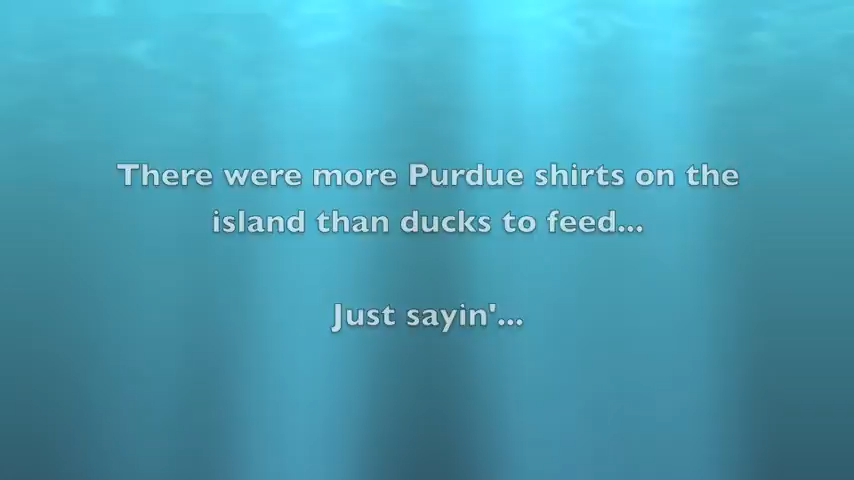 There were more Purdue shirts on the
island than ducks to feed...
Just sayin'...